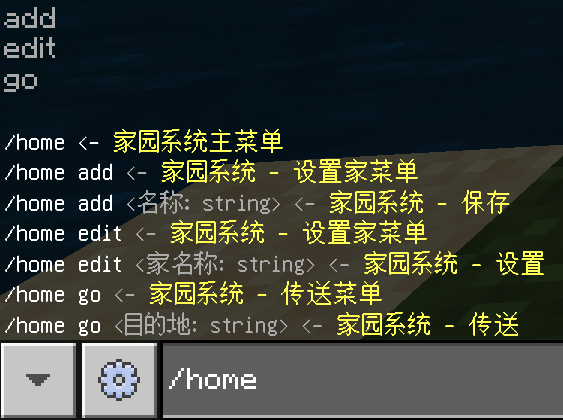 add
edit
go
/home <- 家园系统主菜单
/home add <- 家园系统 - 设置家菜单
/home add <名称: string> <- 家园系统 - 保存
/home edit <- 家园系统 - 设置家菜单
/home edit <家名称: string> <- 家园系统 - 设置
/home go <- 家园系统 - 传送菜单
/home go <目的地: string> <- 家园系统 - 传送
/home